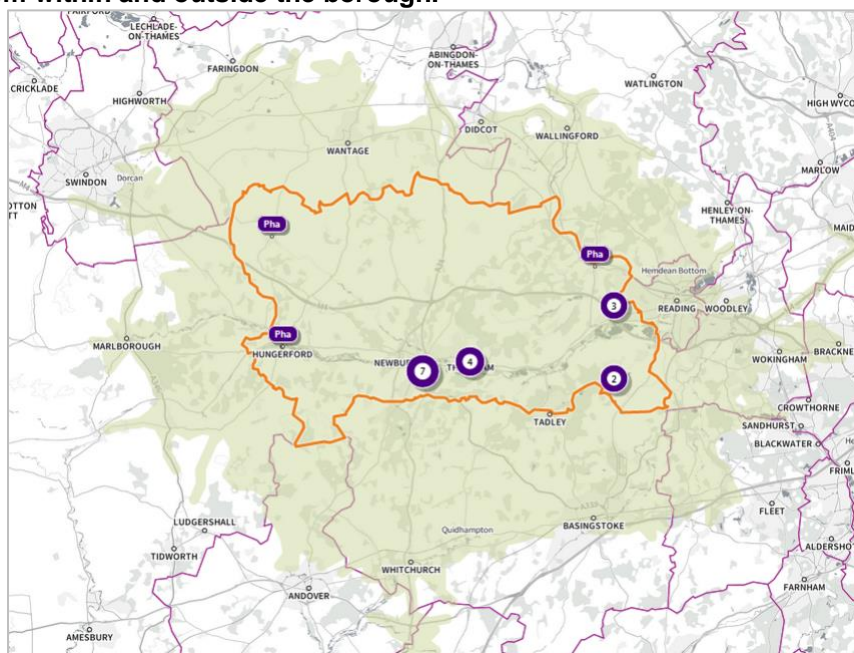 within and outside the borough.
LECHLADE-
ON-THAMES
ABINGDON
-ON-THAMES
FARINGDON
CRICKLADE
WATLINGTON
HIGHWORTH
HIGH WYCO
DIDCOT
WALLINGFORD
WANTAGE
MARLOW
SWINDON
Dorcan
OTTON
TT
HENLEY-ON-
THAMES
MAID
Pha
Pha
Hemdean Bottom
READING
WOODLEY
3
Pha
MARLBOROUGH
HUNGERFORD
WOKINGHAM
BRACKNE
NEWBU
7
4
TH
AM
2
CROWTHORNE
TADLEY
SANDHURST
BLACKWATER
FRIML
FLEET
LUDGERSHALL
Quidhampton
BASINGSTOKE
ALDERSHO
TIDWORTH
WHITCHURCH
ANDOVER
FARNHAM
AMESBURY